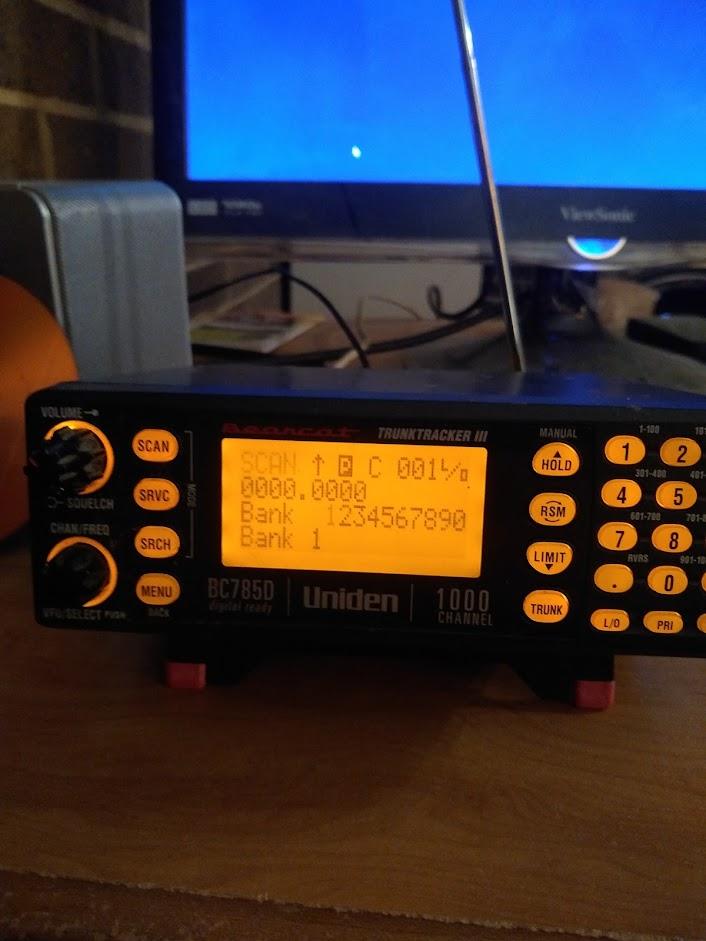 ViewSonic
VOLUME
SQUELCH
CHAN/FREQ
VFO/SELECT PUSH
SCAN
SRVC
SRCH
MENU
BACK
MODE
Bearcat TRUNKTRACKER III
SCAN ↑ P C 001
0000.0000
Bank 1234567890
Bank 1
BC785D
digital ready
Uniden
1000
CHANNEL
MANUAL
HOLD
RSM
LIMIT
TRUNK
1-100
1 2
301-400
4 5
601-700
7 8
RVRS
. 0
L/O PRI